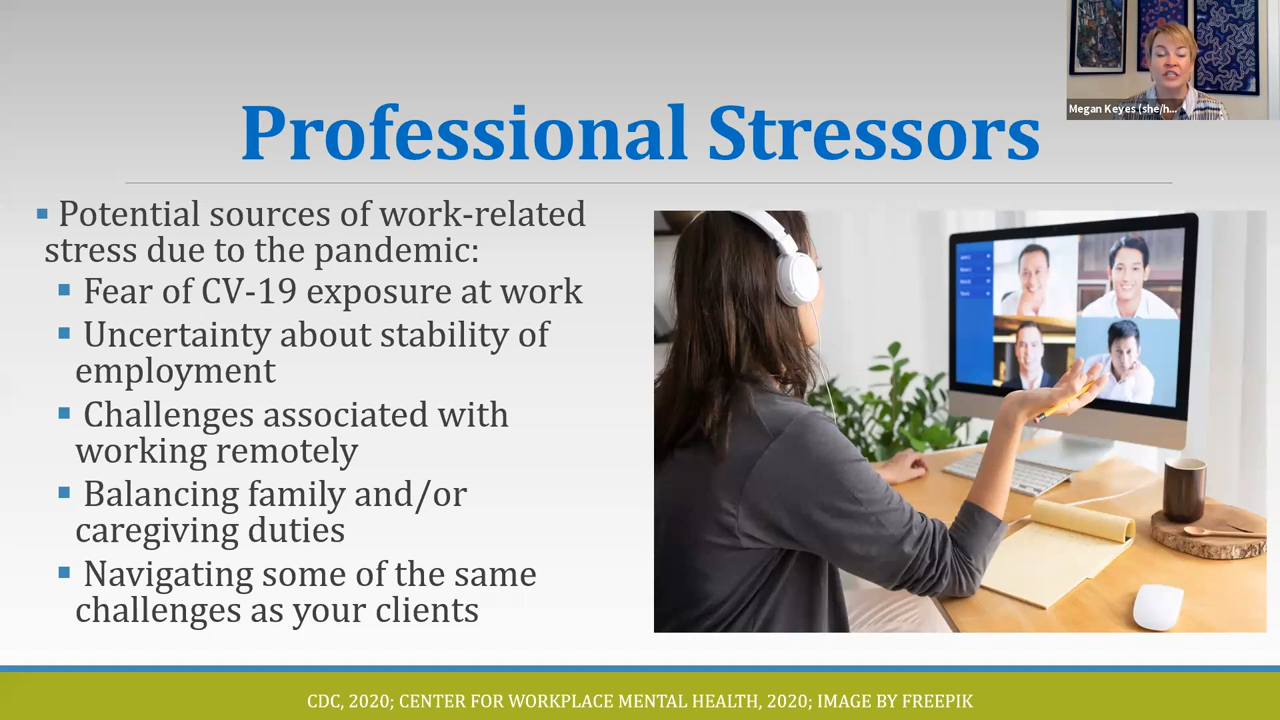 Megan Keyes (she/h...
Professional Stressors
▪ Potential sources of work-related
stress due to the pandemic:
▪ Fear of CV-19 exposure at work
▪ Uncertainty about stability of
employment
▪ Challenges associated with
working remotely
▪ Balancing family and/or
caregiving duties
▪ Navigating some of the same
challenges as your clients
CDC, 2020; CENTER FOR WORKPLACE MENTAL HEALTH, 2020; IMAGE BY FREEPIK